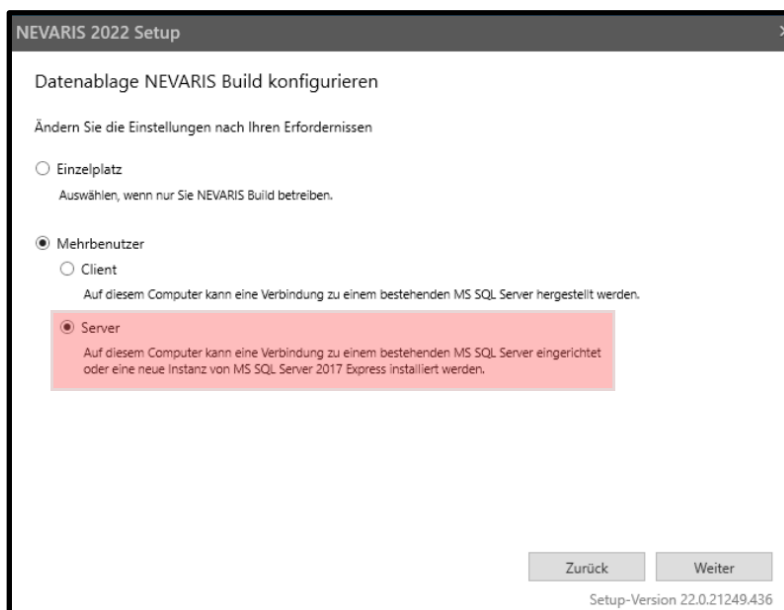 NEVARIS 2022 Setup
Datenablage NEVARIS Build konfigurieren
Ändern Sie die Einstellungen nach Ihren Erfordernissen
Einzelplatz
Auswählen, wenn nur Sie NEVARIS Build betreiben.
Mehrbenutzer
Client
Auf diesem Computer kann eine Verbindung zu einem bestehenden MS SQL Server hergestellt werden.
Server
Auf diesem Computer kann eine Verbindung zu einem bestehenden MS SQL Server eingerichtet
oder eine neue Instanz von MS SQL Server 2017 Express installiert werden.
Zurück Weiter
Setup-Version 22.0.21249.436